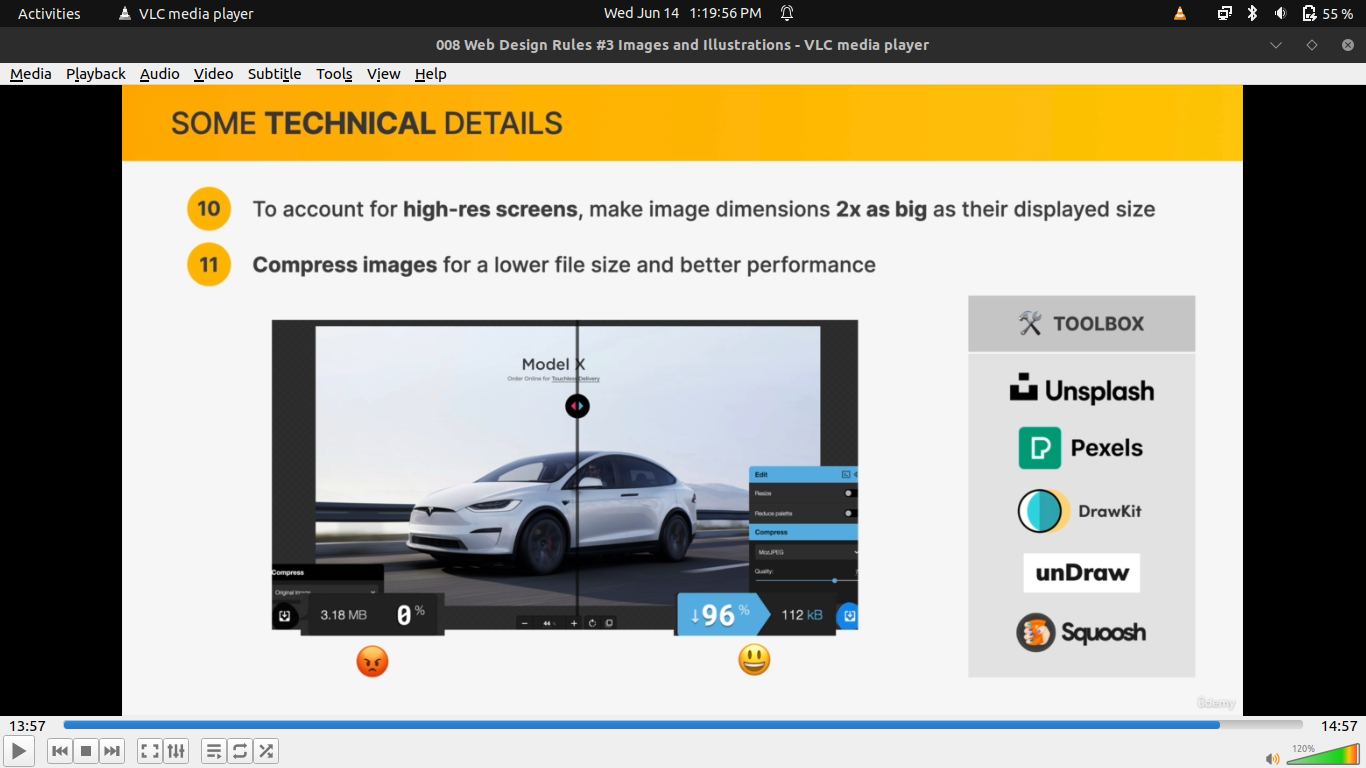 Activities
VLC media player
Wed Jun 14 1:19:56 PM
55 %
008 Web Design Rules #3 Images and Illustrations - VLC media player
Media Playback Audio Video Subtitle Tools View Help
SOME TECHNICAL DETAILS
10 To account for high-res screens, make image dimensions 2x as big as their displayed size
11 Compress images for a lower file size and better performance
Model X
Order Online for Touchless Delivery
Edit
Resize
Reduce palette
Compress
MozJPEG
Quality:
Compress
Original Image
3.18 MB 0 %
44
↓96 % 112 kB
TOOLBOX
Unsplash
Pexels
DrawKit
unDraw
Squoosh
ûdemy
13:57
14:57
120%